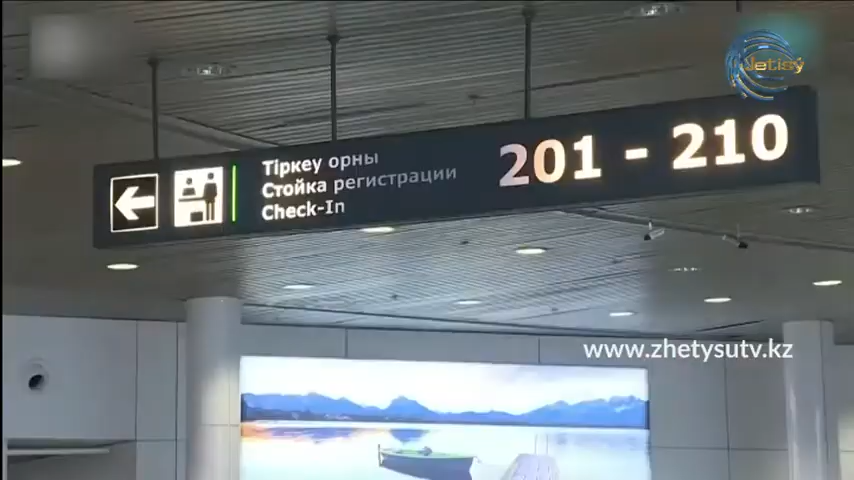 Jetisý
Тіркеу орны
Стойка регистрации
Check-In
201 - 210
www.zhetysutv.kz